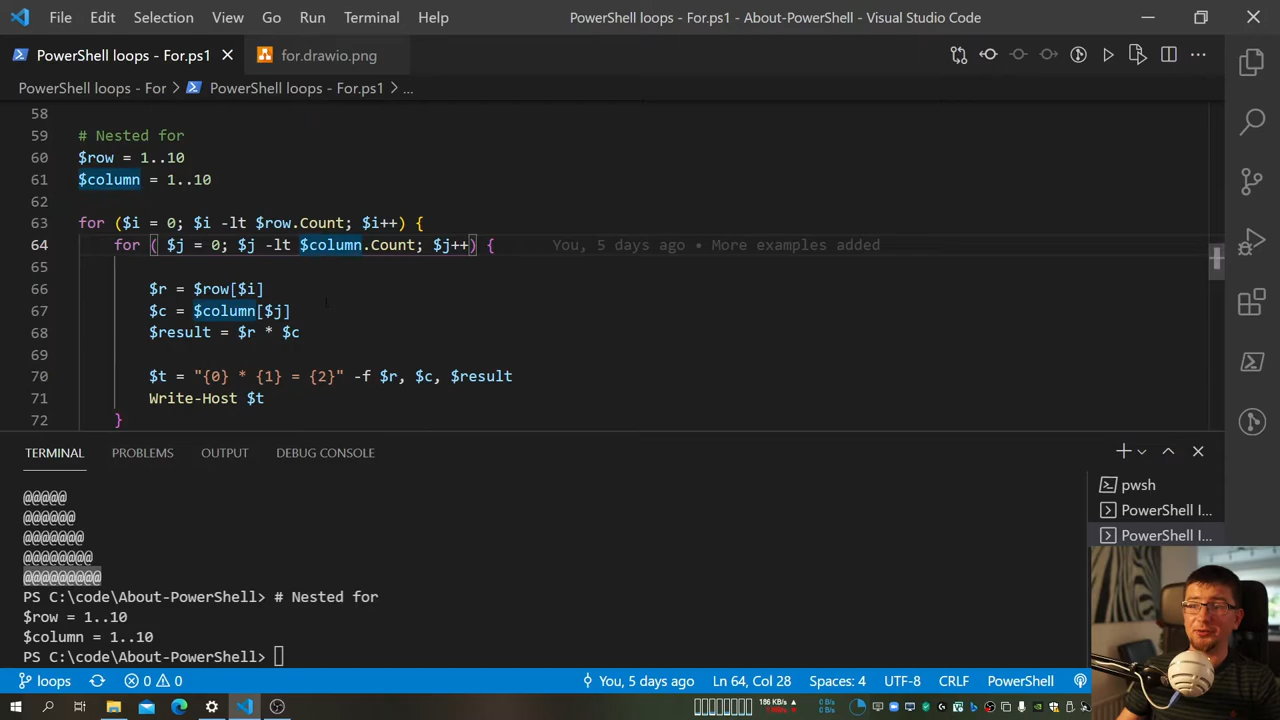 File Edit Selection View Go Run Terminal Help PowerShell loops - For.ps1 - About-PowerShell - Visual Studio Code
PowerShell loops - For.ps1 for.drawio.png
PowerShell loops - For > PowerShell loops - For.ps1 > ...
58
59 # Nested for
60 $row = 1..10
61 $column = 1..10
62
63 for ($i = 0; $i -lt $row.Count; $i++) {
64 for ( $j = 0; $j -lt $column.Count; $j++) { You, 5 days ago • More examples added
65
66 $r = $row[$i]
67 $c = $column[$j]
68 $result = $r * $c
69
70 $t = "{0} * {1} = {2}" -f $r, $c, $result
71 Write-Host $t
72 }
TERMINAL PROBLEMS OUTPUT DEBUG CONSOLE
@@@@@
@@@@@@
@@@@@@@
@@@@@@@@
@@@@@@@@@
PS C:\code\About-PowerShell> # Nested for
$row = 1..10
$column = 1..10
PS C:\code\About-PowerShell>
pwsh
PowerShell I...
PowerShell I...
loops 0 0 You, 5 days ago Ln 64, Col 28 Spaces: 4 UTF-8 CRLF PowerShell
186 KB/s
0 B/s